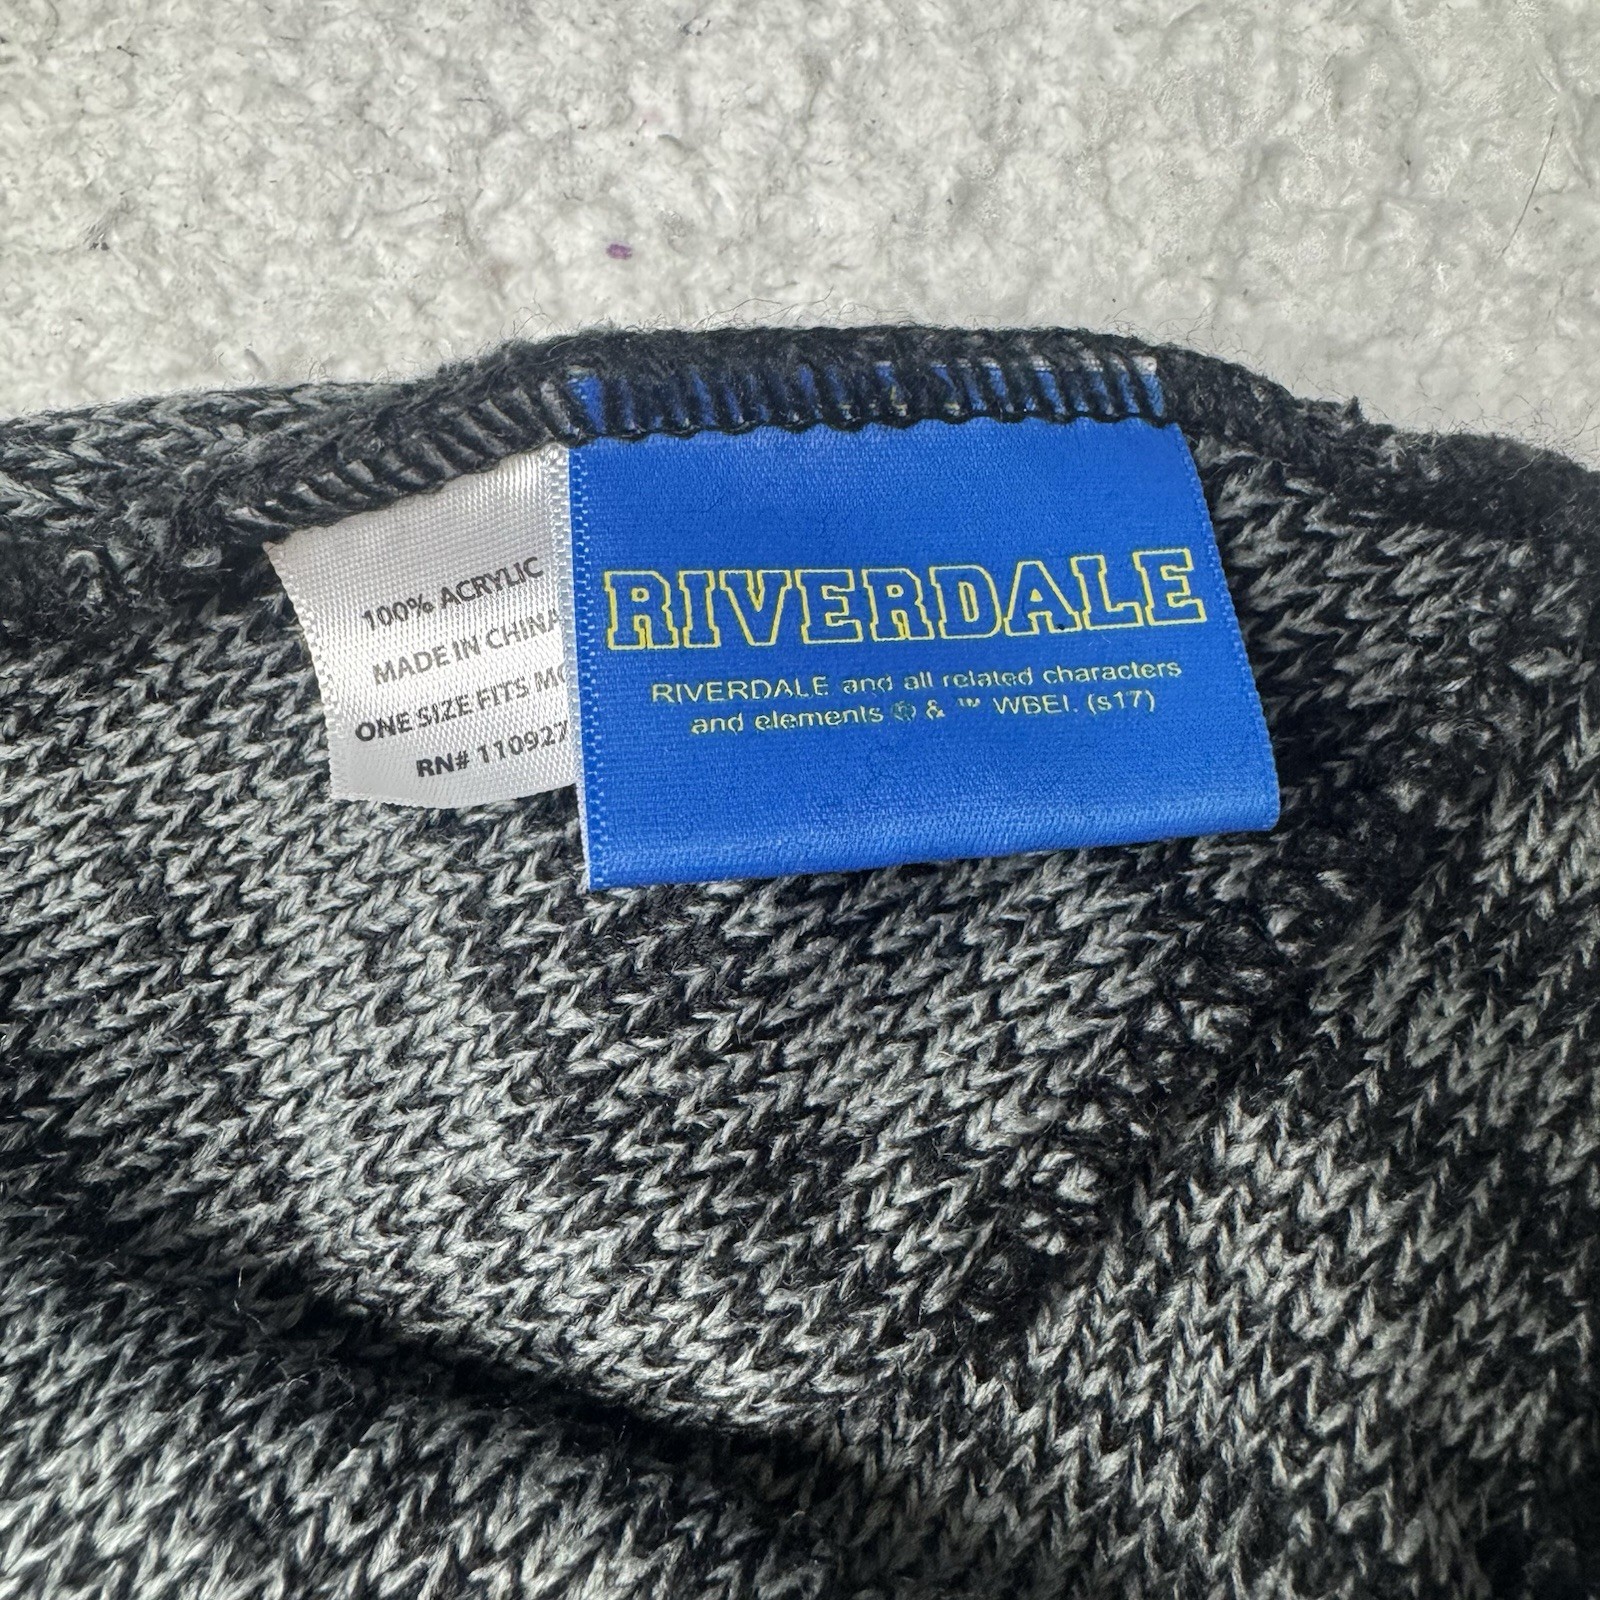 100% ACRYLIC
MADE IN CHINA
ONE SIZE FITS
RN# 110927
RIVERDALE
RIVERDALE and all related characters
and elements © & ™ WBEI. (s17)